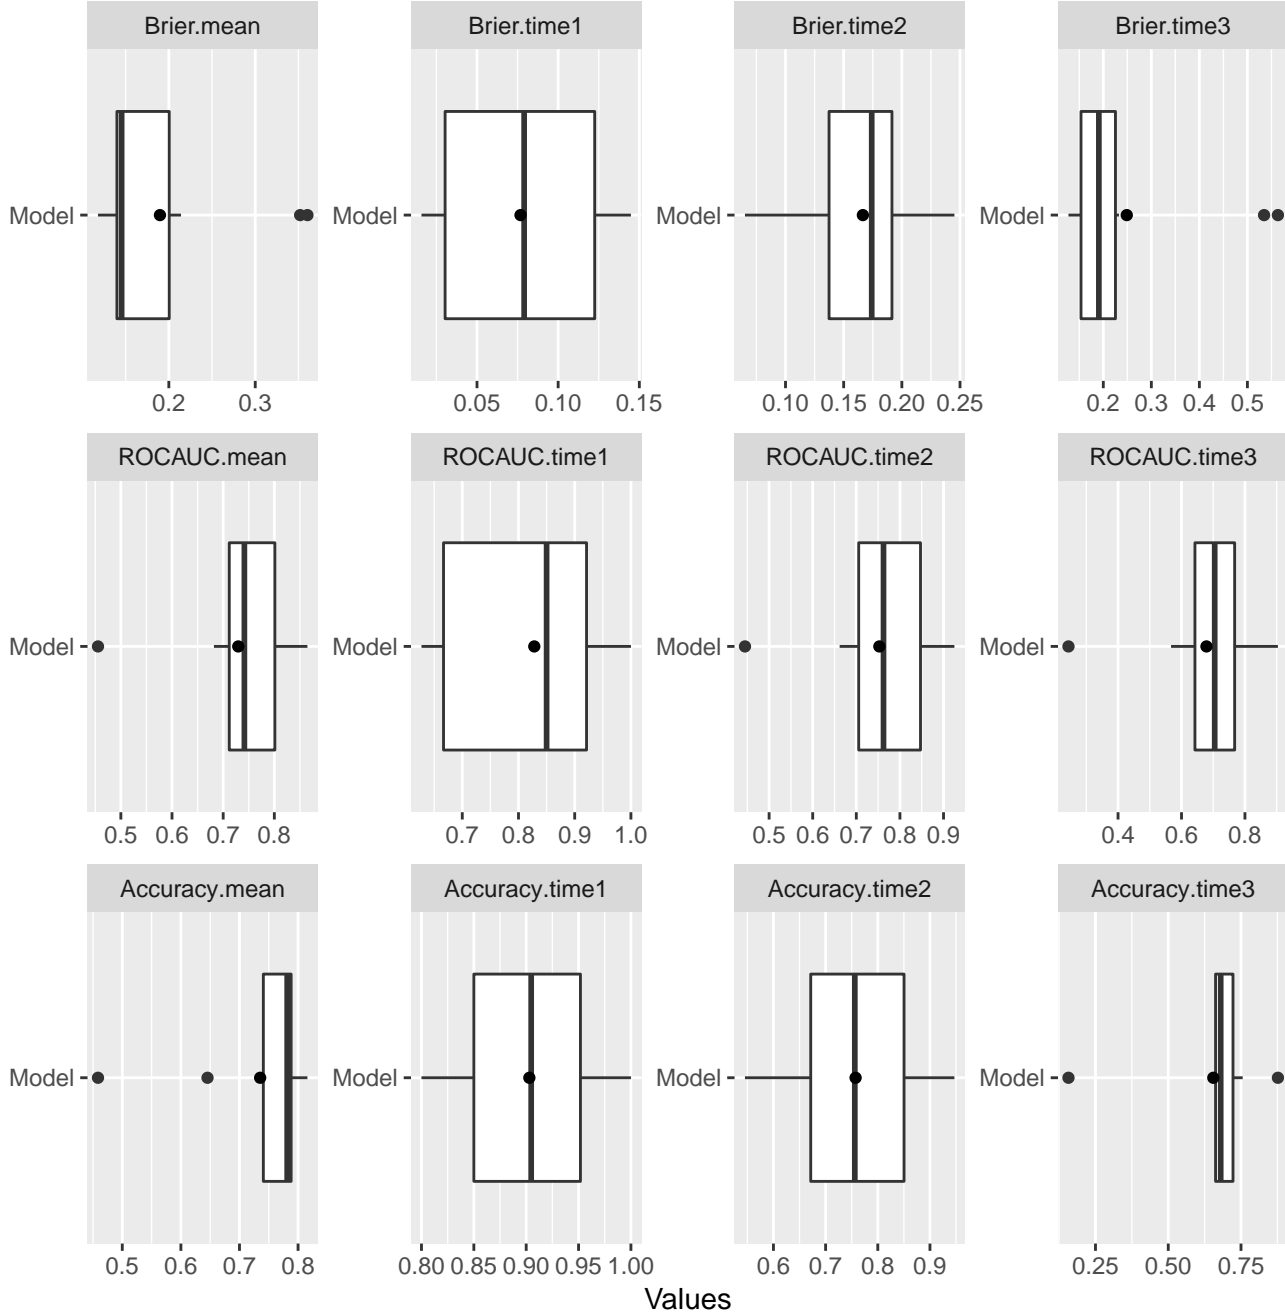 Brier.mean Brier.time1 Brier.time2 Brier.time3
Model Model Model Model
0.2 0.3 0.05 0.10 0.15 0.10 0.15 0.20 0.25 0.2 0.3 0.4 0.5
ROCAUC.mean ROCAUC.time1 ROCAUC.time2 ROCAUC.time3
Model Model Model Model
0.5 0.6 0.7 0.8 0.7 0.8 0.9 1.0 0.5 0.6 0.7 0.8 0.9 0.4 0.6 0.8
Accuracy.mean Accuracy.time1 Accuracy.time2 Accuracy.time3
Model Model Model Model
0.5 0.6 0.7 0.8 0.80 0.85 0.90 0.95 1.00 0.6 0.7 0.8 0.9 0.25 0.50 0.75
Values